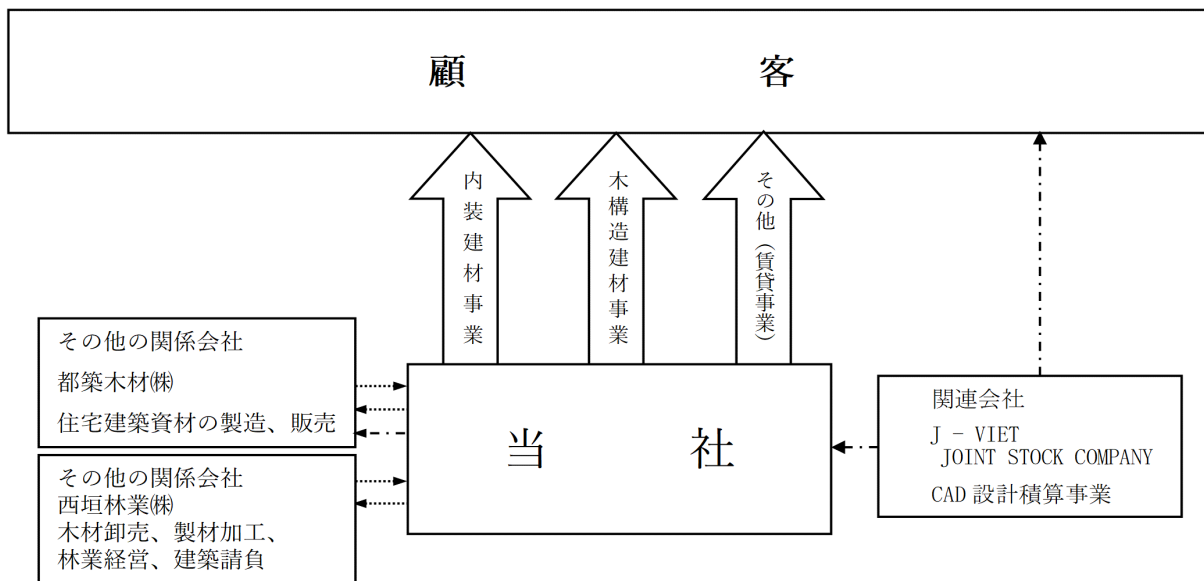 顧客
内装建材事業
木構造建材事業
その他（賃貸事業）
その他の関係会社
都築木材㈱
住宅建築資材の製造、販売
その他の関係会社
西垣林業㈱
木材卸売、製材加工、
林業経営、建築請負
当社
関連会社
J － VIET
JOINT STOCK COMPANY
CAD 設計積算事業